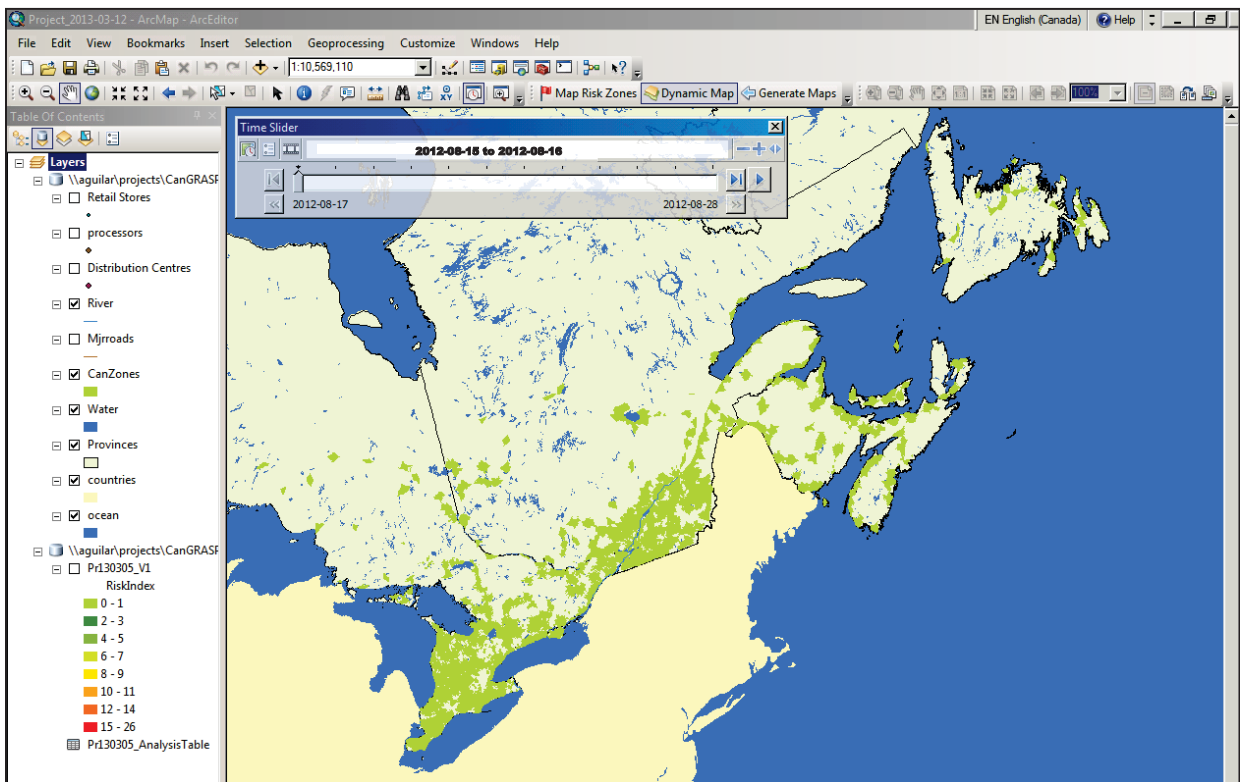 Project_2013-03-12 - ArcMap - ArcEditor
EN English (Canada) Help
File Edit View Bookmarks Insert Selection Geoprocessing Customize Windows Help
1:10,569,110
Map Risk Zones Dynamic Map Generate Maps 100%
Table Of Contents
Layers
\\aguilar\projects\CanGRASP
Retail Stores
processors
Distribution Centres
River
Mjrroads
CanZones
Water
Provinces
countries
ocean
\\aguilar\projects\CanGRASP
Pr130305_V1
RiskIndex
0 - 1
2 - 3
4 - 5
6 - 7
8 - 9
10 - 11
12 - 14
15 - 26
Pr130305_AnalysisTable
Time Slider
2012-08-15 to 2012-08-16
2012-08-17 2012-08-28